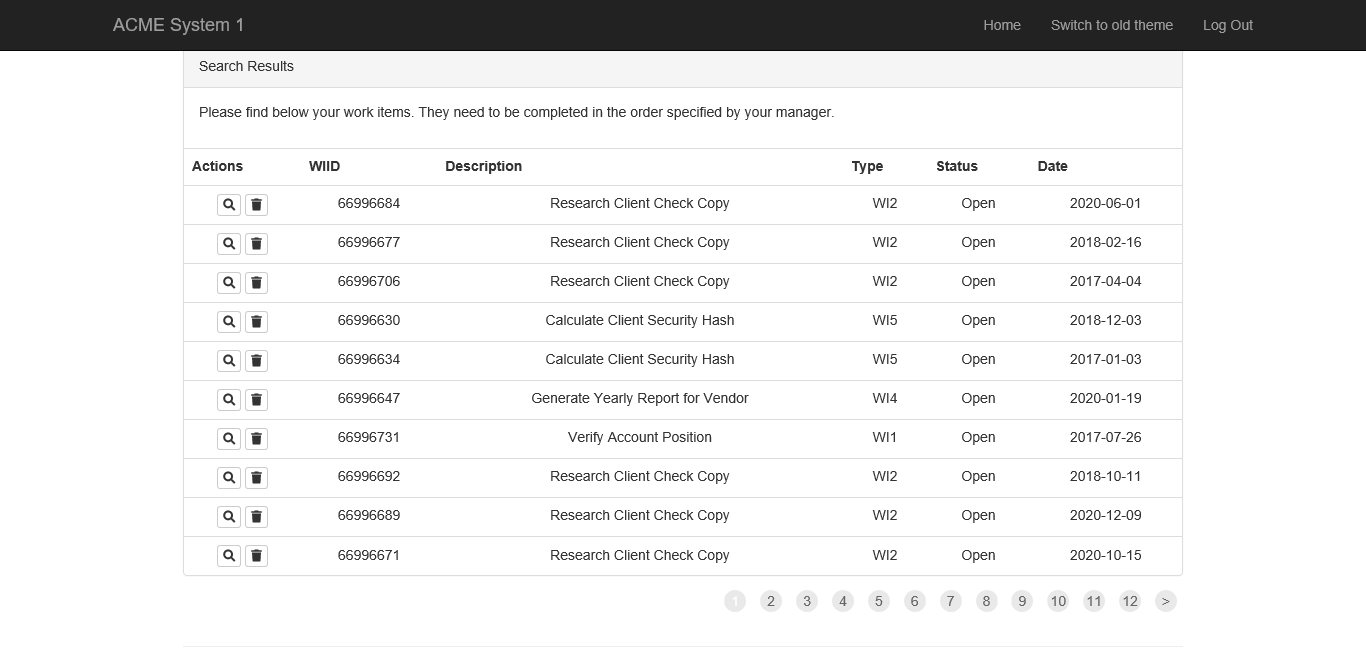 ACME System 1 Home Switch to old theme Log Out
Search Results
Please find below your work items. They need to be completed in the order specified by your manager.
Actions WIID Description Type Status Date
66996684 Research Client Check Copy WI2 Open 2020-06-01
66996677 Research Client Check Copy WI2 Open 2018-02-16
66996706 Research Client Check Copy WI2 Open 2017-04-04
66996630 Calculate Client Security Hash WI5 Open 2018-12-03
66996634 Calculate Client Security Hash WI5 Open 2017-01-03
66996647 Generate Yearly Report for Vendor WI4 Open 2020-01-19
66996731 Verify Account Position WI1 Open 2017-07-26
66996692 Research Client Check Copy WI2 Open 2018-10-11
66996689 Research Client Check Copy WI2 Open 2020-12-09
66996671 Research Client Check Copy WI2 Open 2020-10-15
1 2 3 4 5 6 7 8 9 10 11 12 >